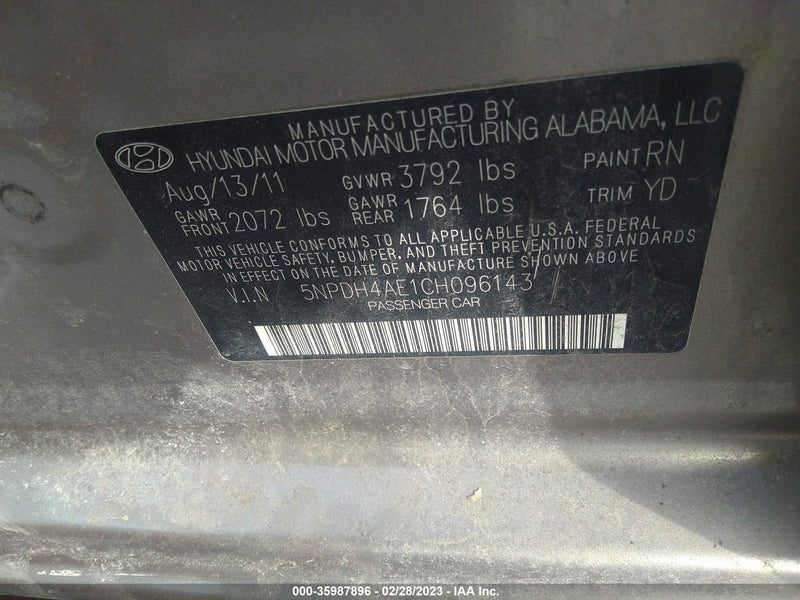 MANUFACTURED BY
HYUNDAI MOTOR MANUFACTURING ALABAMA, LLC
Aug/13/11 GVWR 3792 lbs PAINT RN
GAWR FRONT 2072 lbs GAWR REAR 1764 lbs TRIM YD
THIS VEHICLE CONFORMS TO ALL APPLICABLE U.S.A. FEDERAL
MOTOR VEHICLE SAFETY, BUMPER, AND THEFT PREVENTION STANDARDS
IN EFFECT ON THE DATE OF MANUFACTURE SHOWN ABOVE
V.I.N / 5NPDH4AE1CH096143 /
PASSENGER CAR
000-35987896 - 02/28/2023 - IAA Inc.